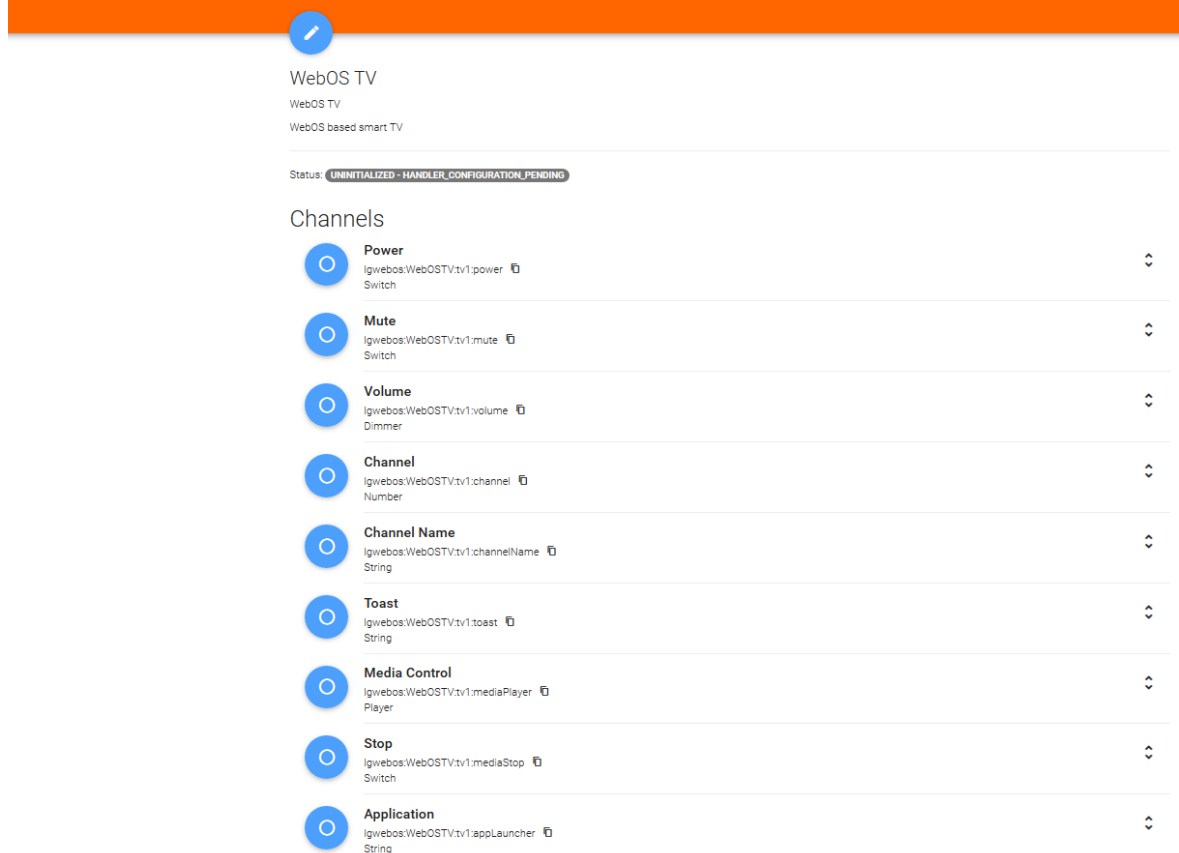 WebOS TV
WebOS TV
WebOS based smart TV
Status: UNINITIALIZED - HANDLER_CONFIGURATION_PENDING
Channels
Power
lgwebos:WebOSTV:tv1:power
Switch
Mute
lgwebos:WebOSTV:tv1:mute
Switch
Volume
lgwebos:WebOSTV:tv1:volume
Dimmer
Channel
lgwebos:WebOSTV:tv1:channel
Number
Channel Name
lgwebos:WebOSTV:tv1:channelName
String
Toast
lgwebos:WebOSTV:tv1:toast
String
Media Control
lgwebos:WebOSTV:tv1:mediaPlayer
Player
Stop
lgwebos:WebOSTV:tv1:mediaStop
Switch
Application
lgwebos:WebOSTV:tv1:appLauncher
String